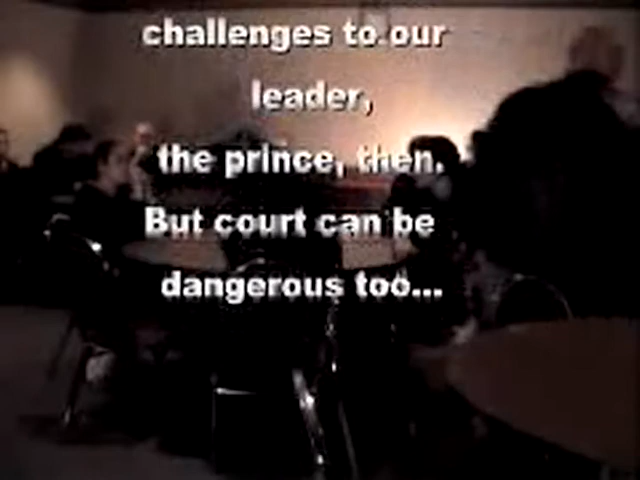 challenges to our
leader,
the prince, then.
But court can be
dangerous too...